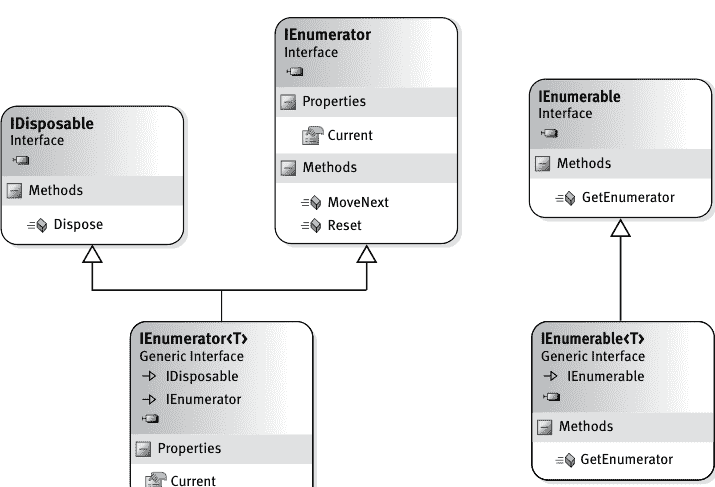 IDisposable
Interface
Methods
Dispose
IEnumerator
Interface
Properties
Current
Methods
MoveNext
Reset
IEnumerable
Interface
Methods
GetEnumerator
IEnumerator<T>
Generic Interface
IDisposable
IEnumerator
Properties
Current
IEnumerable<T>
Generic Interface
IEnumerable
Methods
GetEnumerator